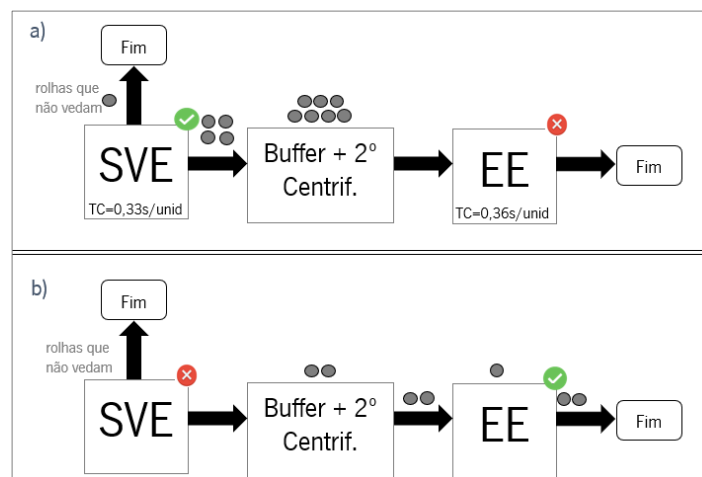 a)
Fim
rolhas que
não vedam
SVE
TC=0,33s/unid
Buffer + 2º
Centrif.
EE
TC=0,36s/unid
Fim
b)
Fim
rolhas que
não vedam
SVE
Buffer + 2º
Centrif.
EE
Fim